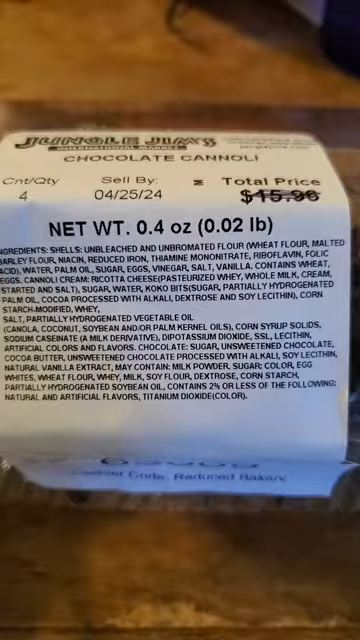 JUNGLE JIM'S
INTERNATIONAL MARKET
CHOCOLATE CANNOLI
Cnt/Qty Sell By: Total Price
4 04/25/24 $15.96
NET WT. 0.4 oz (0.02 lb)
INGREDIENTS: SHELLS: UNBLEACHED AND UNBROMATED FLOUR (WHEAT FLOUR, MALTED
BARLEY FLOUR, NIACIN, REDUCED IRON, THIAMINE MONONITRATE, RIBOFLAVIN, FOLIC
ACID), WATER, PALM OIL, SUGAR, EGGS, VINEGAR, SALT, VANILLA. CONTAINS WHEAT,
EGGS. CANNOLI CREAM: RICOTTA CHEESE(PASTEURIZED WHEY, WHOLE MILK, CREAM,
STARTED AND SALT), SUGAR, WATER, KOKO BITS(SUGAR, PARTIALLY HYDROGENATED
PALM OIL, COCOA PROCESSED WITH ALKALI, DEXTROSE AND SOY LECITHIN), CORN
STARCH-MODIFIED, WHEY,
SALT, PARTIALLY HYDROGENATED VEGETABLE OIL
(CANOLA, COCONUT, SOYBEAN AND/OR PALM KERNEL OILS), CORN SYRUP SOLIDS,
SODIUM CASEINATE (A MILK DERIVATIVE), DIPOTASSIUM DIOXIDE, SSL, LECITHIN,
ARTIFICIAL COLORS AND FLAVORS. CHOCOLATE: SUGAR, UNSWEETENED CHOCOLATE,
COCOA BUTTER, UNSWEETENED CHOCOLATE PROCESSED WITH ALKALI, SOY LECITHIN,
NATURAL VANILLA EXTRACT, MAY CONTAIN: MILK POWDER. SUGAR: COLOR, EGG
WHITES, WHEAT FLOUR, WHEY, MILK, SOY FLOUR, DEXTROSE, CORN STARCH,
PARTIALLY HYDROGENATED SOYBEAN OIL, CONTAINS 2% OR LESS OF THE FOLLOWING:
NATURAL AND ARTIFICIAL FLAVORS, TITANIUM DIOXIDE(COLOR).
Code: Reduced Bakery